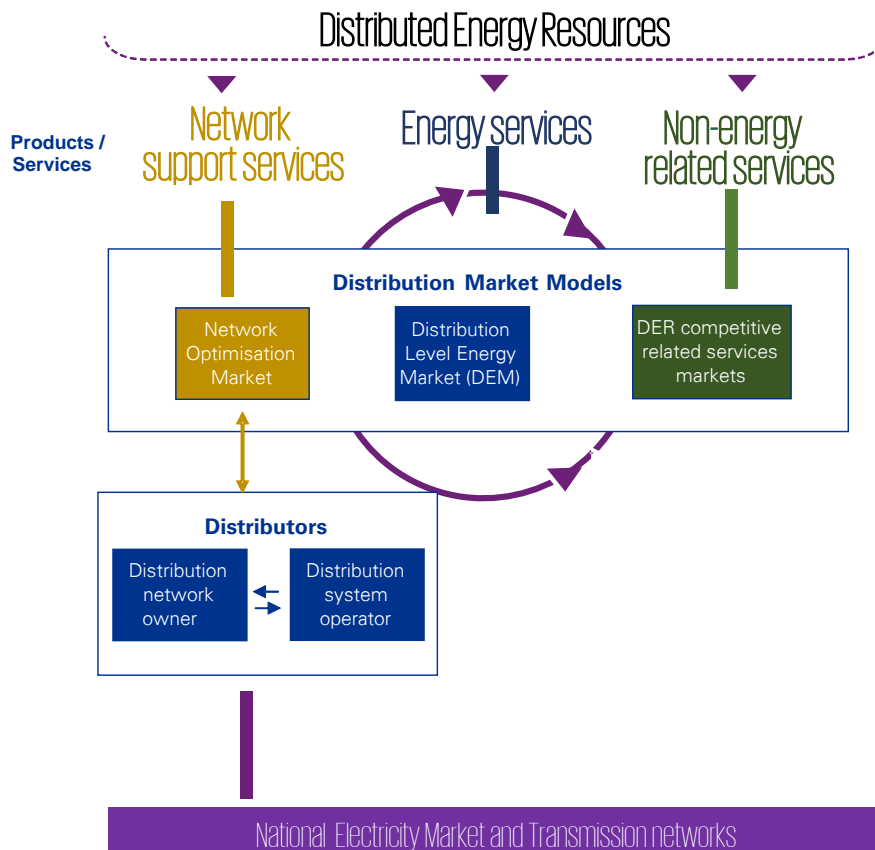 Distributed Energy Resources
Products /
Services
Network
support services
Energy services
Non-energy
related services
Distribution Market Models
Network
Optimisation
Market
Distribution
Level Energy
Market (DEM)
DER competitive
related services
markets
Distributors
Distribution
network
owner
Distribution
system
operator
National Electricity Market and Transmission networks